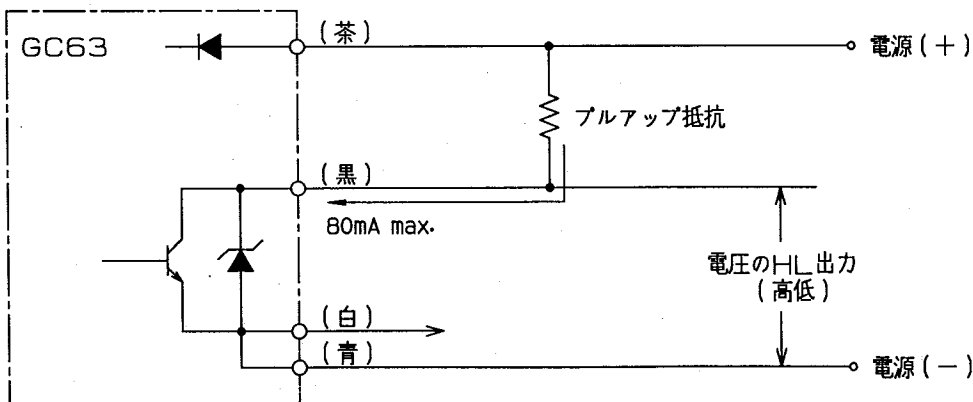 GC63
(茶)
電源(+)
プルアップ抵抗
(黒)
80mA max.
電圧のHL出力
(高低)
(白)
(青)
電源(−)